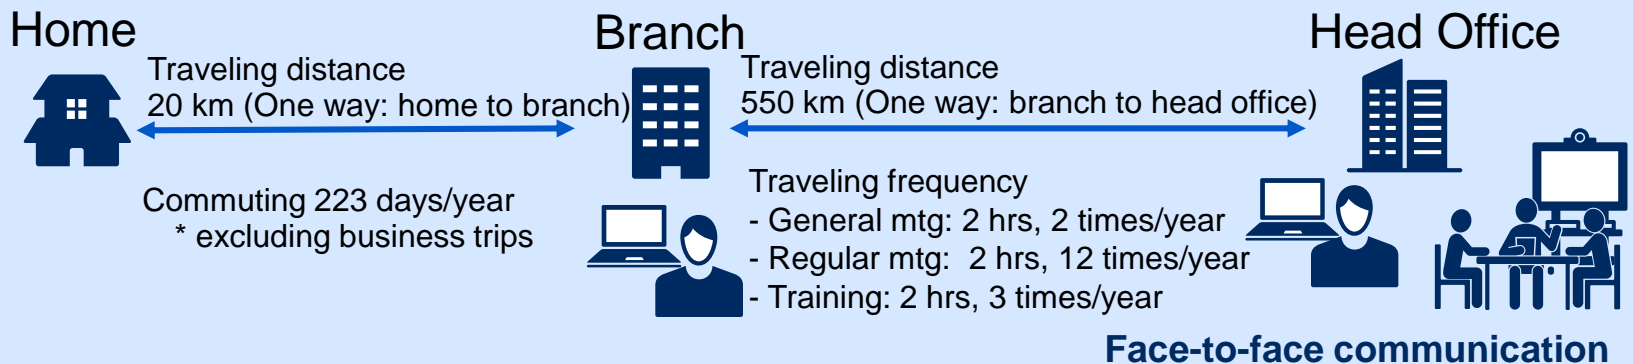 Home
Traveling distance
20 km (One way: home to branch)
Commuting 223 days/year
* excluding business trips
Branch
Traveling distance
550 km (One way: branch to head office)
Traveling frequency
- General mtg: 2 hrs, 2 times/year
- Regular mtg:  2 hrs, 12 times/year
- Training: 2 hrs, 3 times/year
Head Office
Face-to-face communication